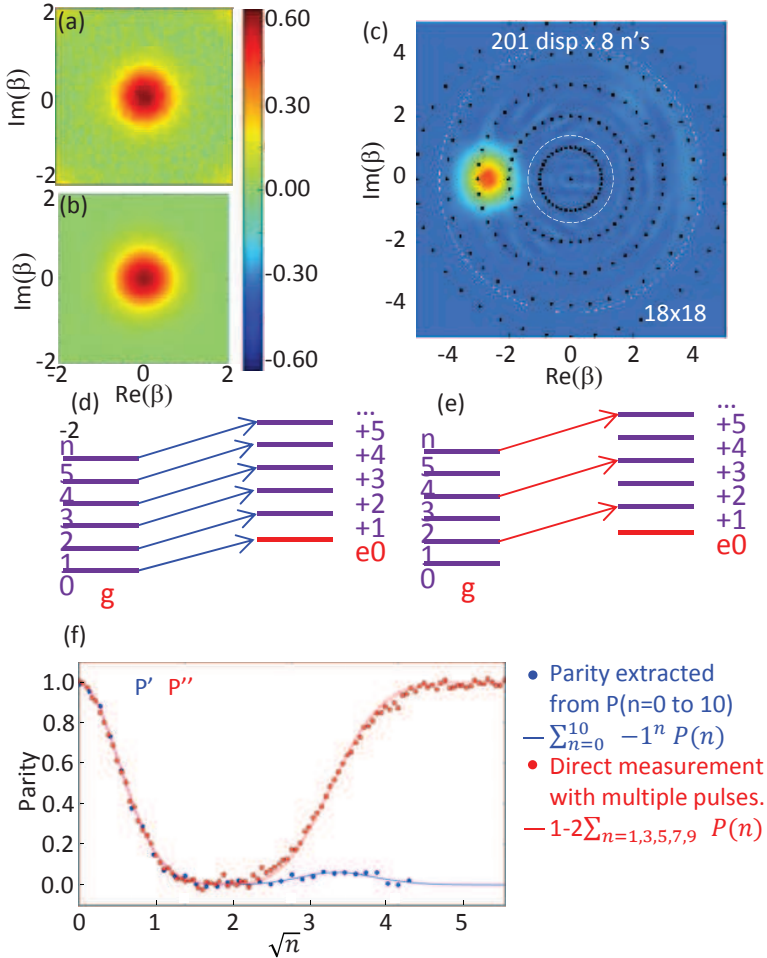 (a)
2
0
-2
Im(β)
0.60
0.30
0.00
-0.30
-0.60
(b)
2
0
-2
Im(β)
-2 0 2
Re(β)
(c)
201 disp x 8 n's
18x18
4
2
0
-2
-4
Im(β)
-4 -2 0 2 4
Re(β)
(d)
-2
n
5
4
3
2
1
0
g
...
+5
+4
+3
+2
+1
e0
(e)
n
5
4
3
2
1
0
g
...
+5
+4
+3
+2
+1
e0
(f)
P' P''
1.0
0.8
0.6
0.4
0.2
0.0
Parity
0 1 2 3 4 5
√n
Parity extracted
from P(n=0 to 10)
∑_{n=0}^{10} −1^n P(n)
Direct measurement
with multiple pulses.
1-2∑_{n=1,3,5,7,9} P(n)